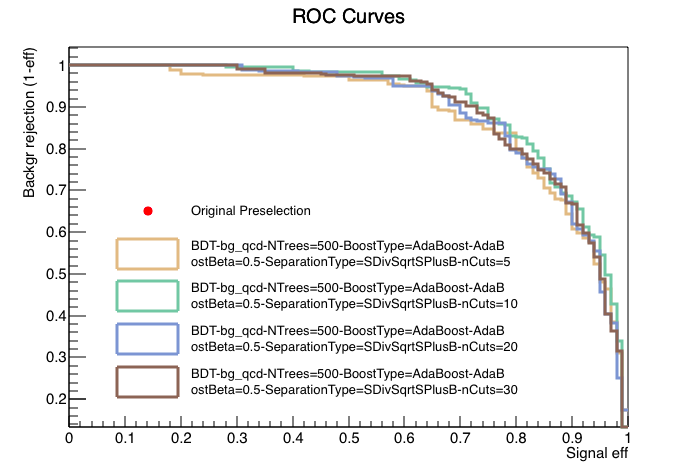 ROC Curves
Backgr rejection (1-eff)
1
0.9
0.8
0.7
0.6
0.5
0.4
0.3
0.2
Original Preselection
BDT-bg_qcd-NTrees=500-BoostType=AdaBoost-AdaB
ostBeta=0.5-SeparationType=SDivSqrtSPlusB-nCuts=5
BDT-bg_qcd-NTrees=500-BoostType=AdaBoost-AdaB
ostBeta=0.5-SeparationType=SDivSqrtSPlusB-nCuts=10
BDT-bg_qcd-NTrees=500-BoostType=AdaBoost-AdaB
ostBeta=0.5-SeparationType=SDivSqrtSPlusB-nCuts=20
BDT-bg_qcd-NTrees=500-BoostType=AdaBoost-AdaB
ostBeta=0.5-SeparationType=SDivSqrtSPlusB-nCuts=30
0 0.1 0.2 0.3 0.4 0.5 0.6 0.7 0.8 0.9 1
Signal eff